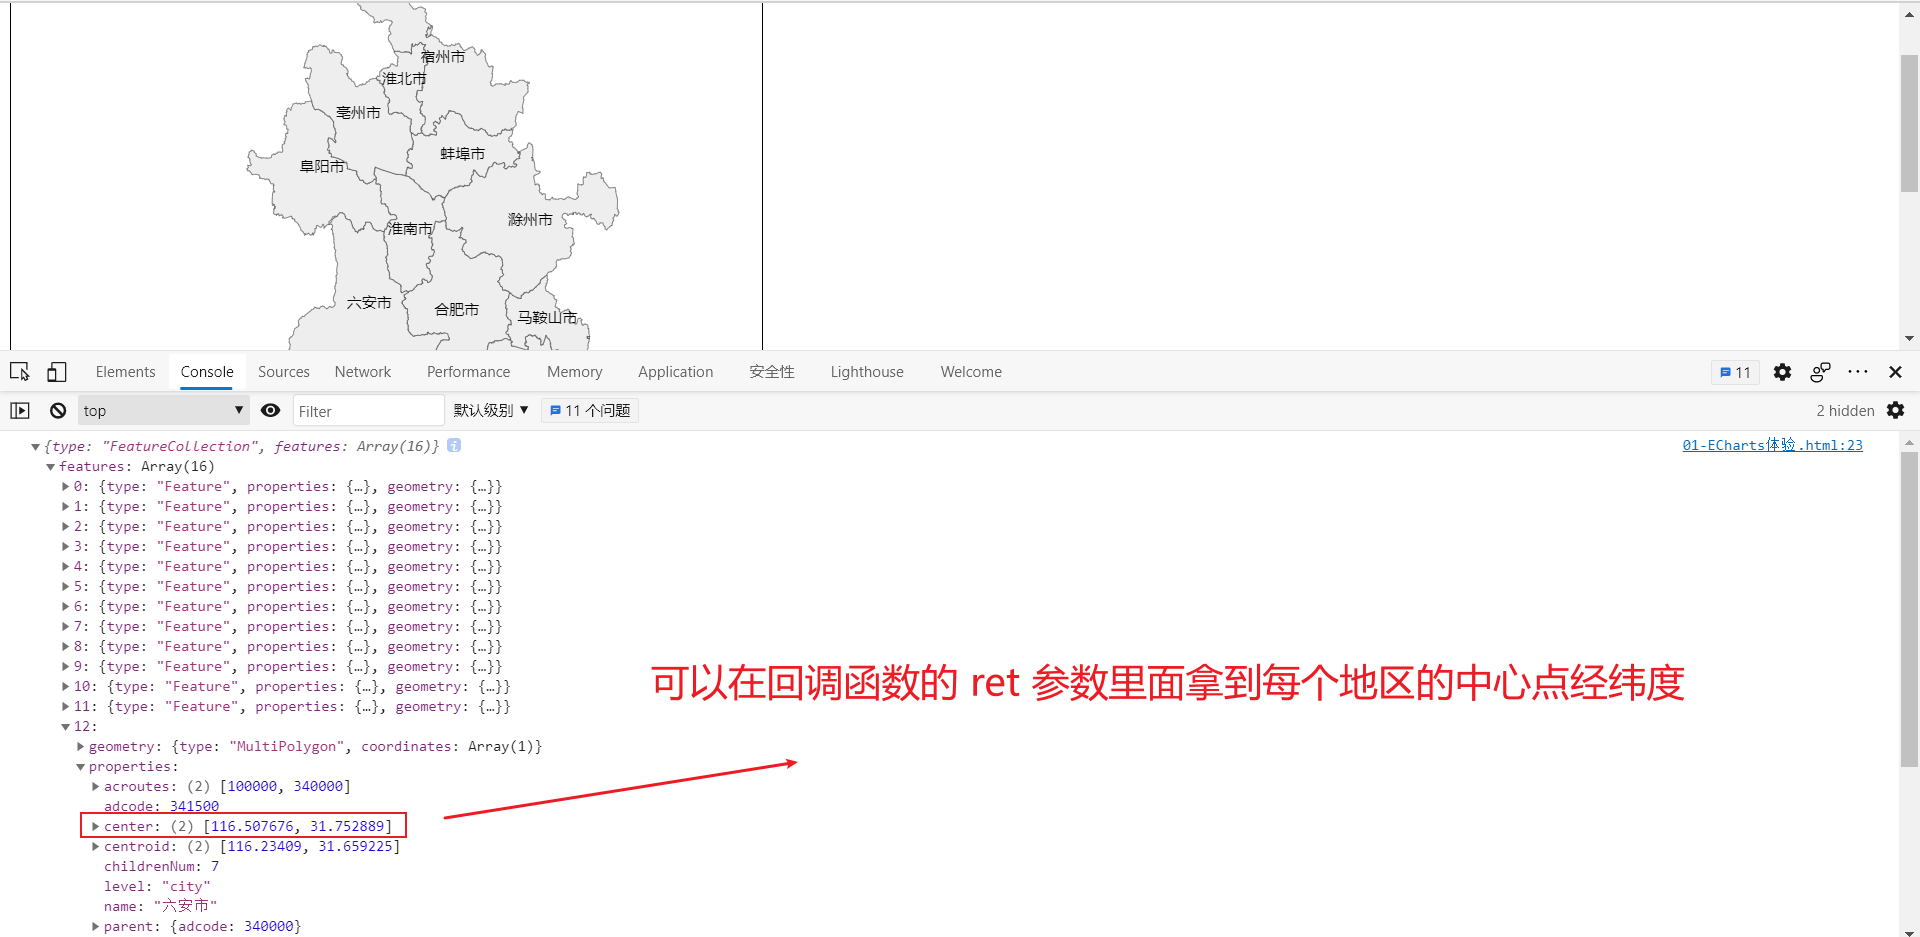 宿州市
淮北市
亳州市
蚌埠市
阜阳市
滁州市
淮南市
六安市
合肥市
马鞍山市
Elements Console Sources Network Performance Memory Application 安全性 Lighthouse Welcome 11
top Filter 默认级别 11 个问题 2 hidden
{type: "FeatureCollection", features: Array(16)} i 01-ECharts体验.html:23
features: Array(16)
0: {type: "Feature", properties: {…}, geometry: {…}}
1: {type: "Feature", properties: {…}, geometry: {…}}
2: {type: "Feature", properties: {…}, geometry: {…}}
3: {type: "Feature", properties: {…}, geometry: {…}}
4: {type: "Feature", properties: {…}, geometry: {…}}
5: {type: "Feature", properties: {…}, geometry: {…}}
6: {type: "Feature", properties: {…}, geometry: {…}}
7: {type: "Feature", properties: {…}, geometry: {…}}
8: {type: "Feature", properties: {…}, geometry: {…}}
9: {type: "Feature", properties: {…}, geometry: {…}}
10: {type: "Feature", properties: {…}, geometry: {…}}
11: {type: "Feature", properties: {…}, geometry: {…}}
可以在回调函数的 ret 参数里面拿到每个地区的中心点经纬度
12:
geometry: {type: "MultiPolygon", coordinates: Array(1)}
properties:
acroutes: (2) [100000, 340000]
adcode: 341500
center: (2) [116.507676, 31.752889]
centroid: (2) [116.23409, 31.659225]
childrenNum: 7
level: "city"
name: "六安市"
parent: {adcode: 340000}